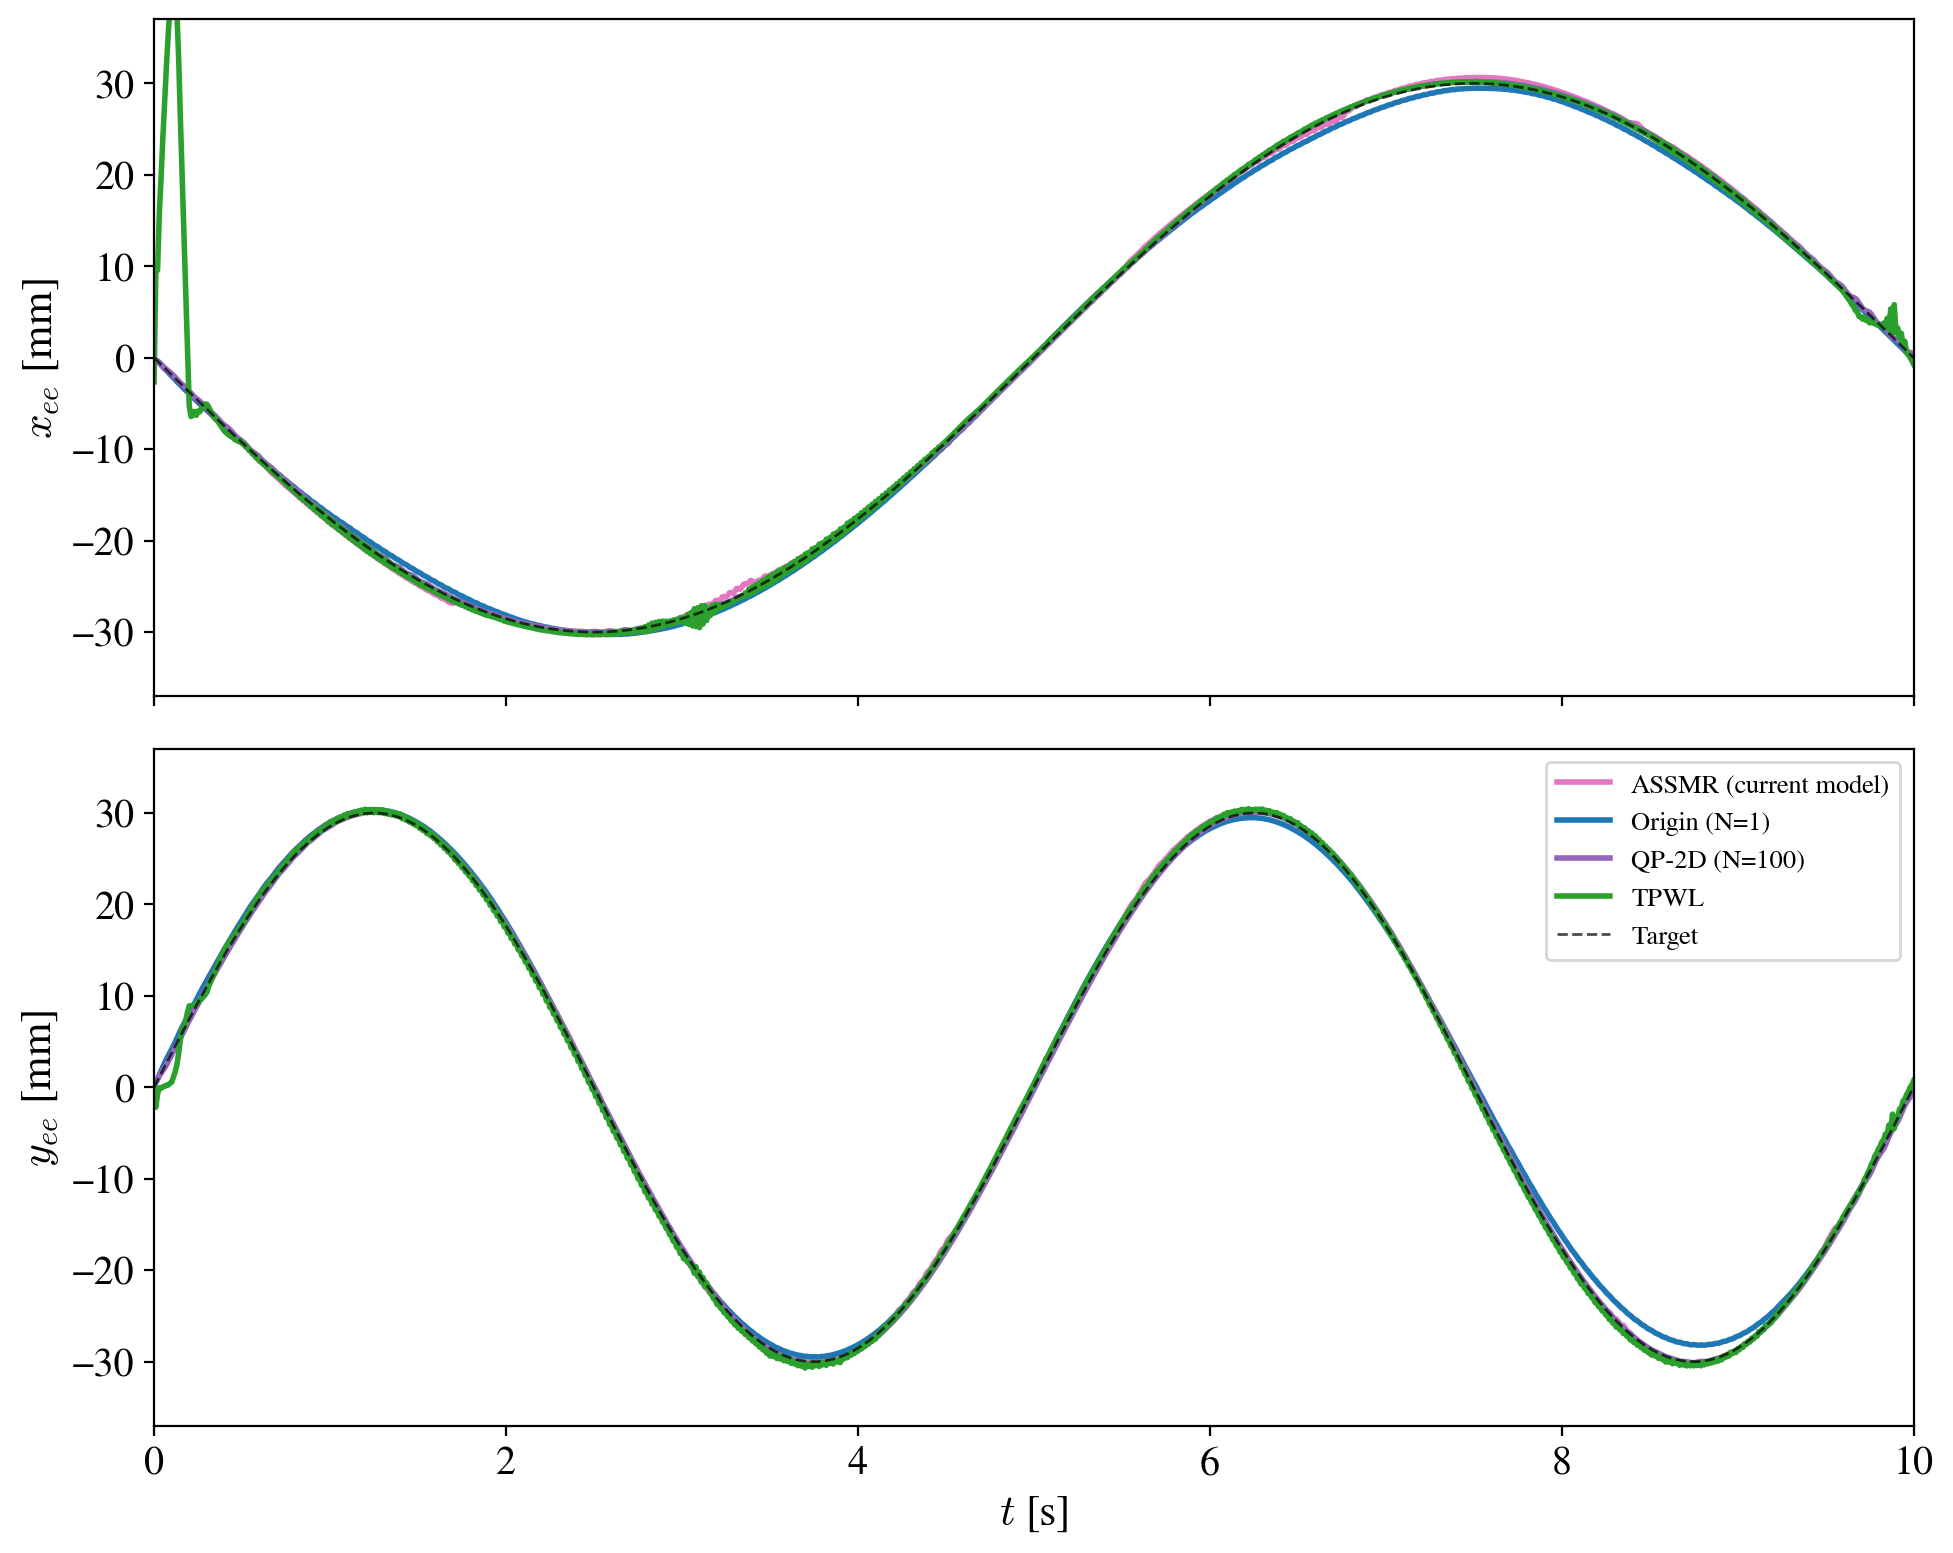 30
20
10
0
−10
−20
−30
x_ee [mm]
30
20
10
0
−10
−20
−30
y_ee [mm]
ASSMR (current model)
Origin (N=1)
QP-2D (N=100)
TPWL
Target
0 2 4 6 8 10
t [s]